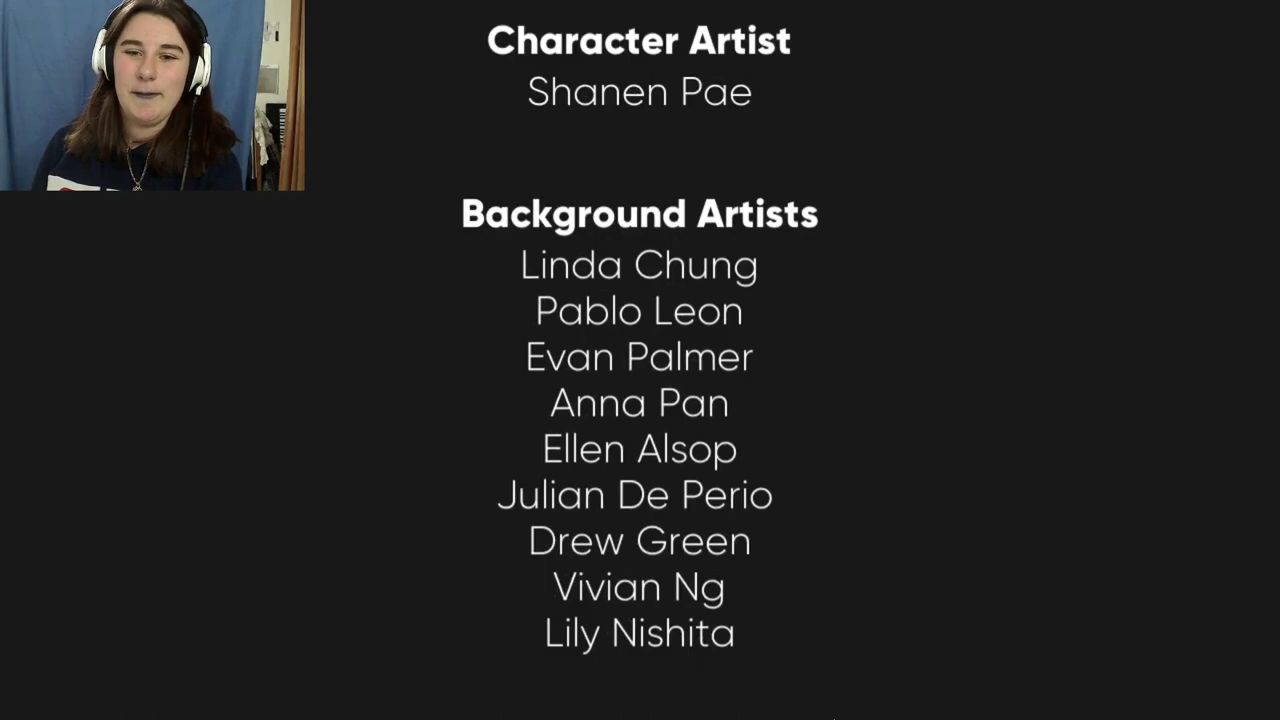 Character Artist
Shanen Pae
Background Artists
Linda Chung
Pablo Leon
Evan Palmer
Anna Pan
Ellen Alsop
Julian De Perio
Drew Green
Vivian Ng
Lily Nishita